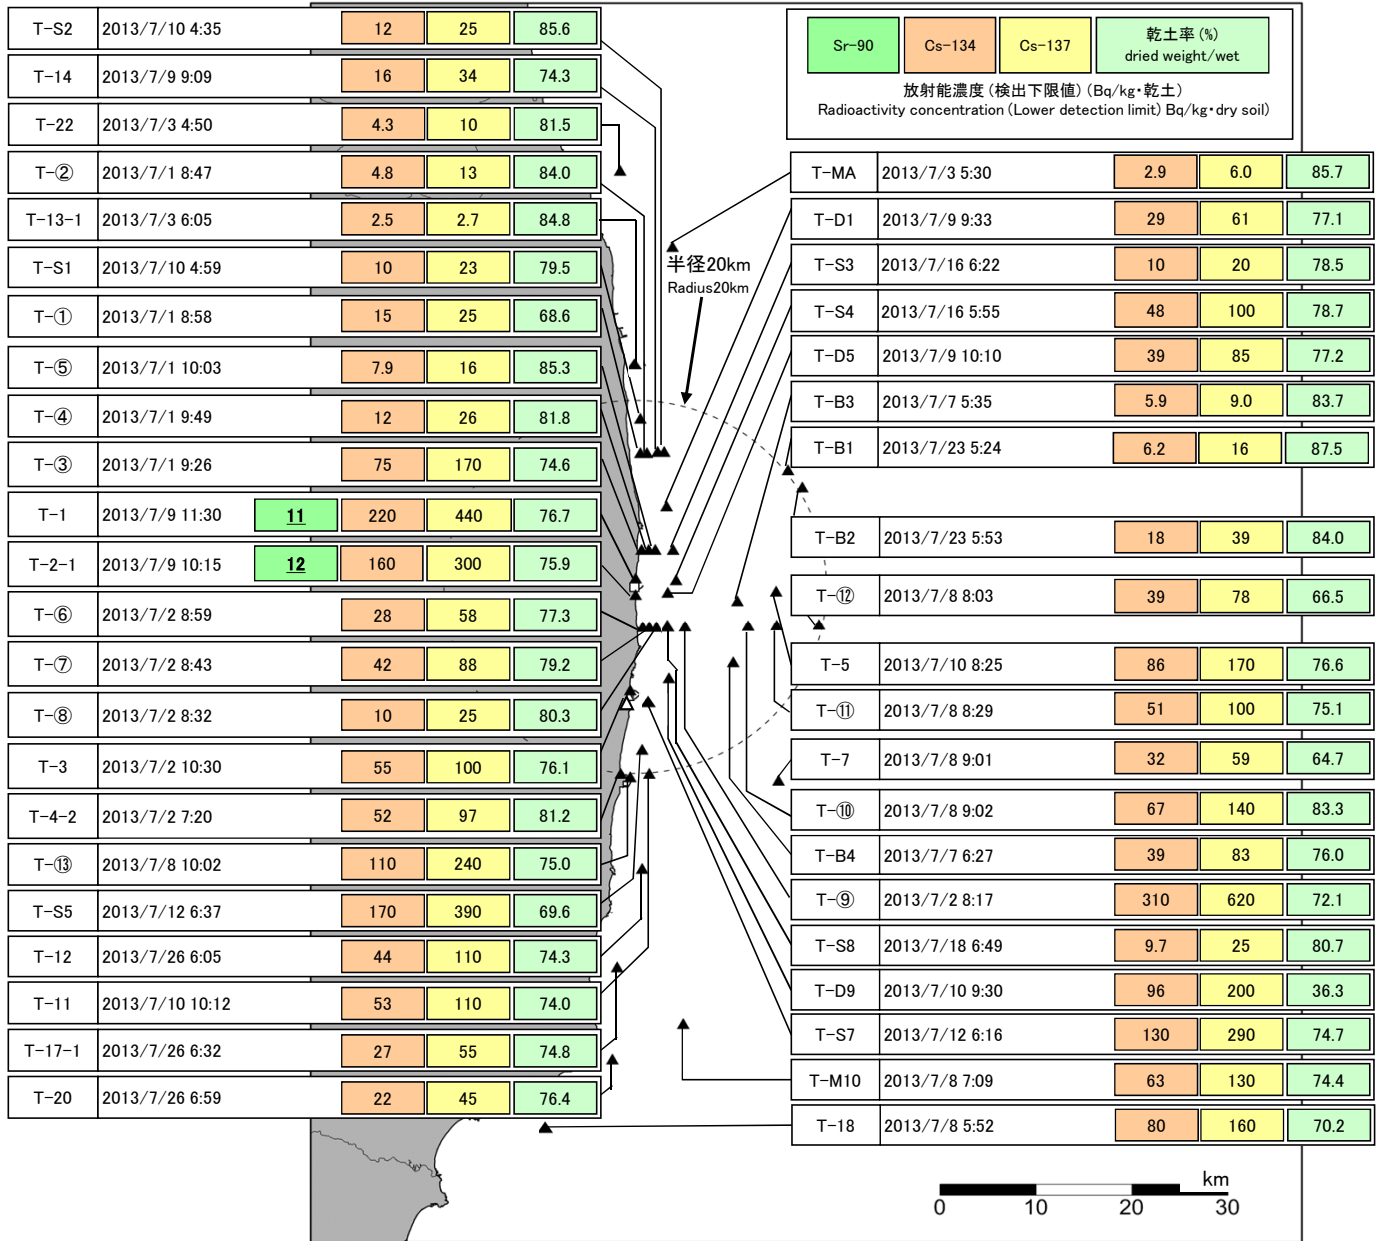 T-S2 2013/7/10 4:35 12 25 85.6
T-14 2013/7/9 9:09 16 34 74.3
T-22 2013/7/3 4:50 4.3 10 81.5
T-② 2013/7/1 8:47 4.8 13 84.0
T-13-1 2013/7/3 6:05 2.5 2.7 84.8
T-S1 2013/7/10 4:59 10 23 79.5
T-① 2013/7/1 8:58 15 25 68.6
T-⑤ 2013/7/1 10:03 7.9 16 85.3
T-④ 2013/7/1 9:49 12 26 81.8
T-③ 2013/7/1 9:26 75 170 74.6
T-1 2013/7/9 11:30 11 220 440 76.7
T-2-1 2013/7/9 10:15 12 160 300 75.9
T-⑥ 2013/7/2 8:59 28 58 77.3
T-⑦ 2013/7/2 8:43 42 88 79.2
T-⑧ 2013/7/2 8:32 10 25 80.3
T-3 2013/7/2 10:30 55 100 76.1
T-4-2 2013/7/2 7:20 52 97 81.2
T-⑬ 2013/7/8 10:02 110 240 75.0
T-S5 2013/7/12 6:37 170 390 69.6
T-12 2013/7/26 6:05 44 110 74.3
T-11 2013/7/10 10:12 53 110 74.0
T-17-1 2013/7/26 6:32 27 55 74.8
T-20 2013/7/26 6:59 22 45 76.4
半径20km
Radius20km
Sr-90 Cs-134 Cs-137 乾土率(%)
dried weight/wet
放射能濃度(検出下限値)(Bq/kg・乾土)
Radioactivity concentration(Lower detection limit) Bq/kg・dry soil)
T-MA 2013/7/3 5:30 2.9 6.0 85.7
T-D1 2013/7/9 9:33 29 61 77.1
T-S3 2013/7/16 6:22 10 20 78.5
T-S4 2013/7/16 5:55 48 100 78.7
T-D5 2013/7/9 10:10 39 85 77.2
T-B3 2013/7/7 5:35 5.9 9.0 83.7
T-B1 2013/7/23 5:24 6.2 16 87.5
T-B2 2013/7/23 5:53 18 39 84.0
T-⑫ 2013/7/8 8:03 39 78 66.5
T-5 2013/7/10 8:25 86 170 76.6
T-⑪ 2013/7/8 8:29 51 100 75.1
T-7 2013/7/8 9:01 32 59 64.7
T-⑩ 2013/7/8 9:02 67 140 83.3
T-B4 2013/7/7 6:27 39 83 76.0
T-⑨ 2013/7/2 8:17 310 620 72.1
T-S8 2013/7/18 6:49 9.7 25 80.7
T-D9 2013/7/10 9:30 96 200 36.3
T-S7 2013/7/12 6:16 130 290 74.7
T-M10 2013/7/8 7:09 63 130 74.4
T-18 2013/7/8 5:52 80 160 70.2
km
0 10 20 30